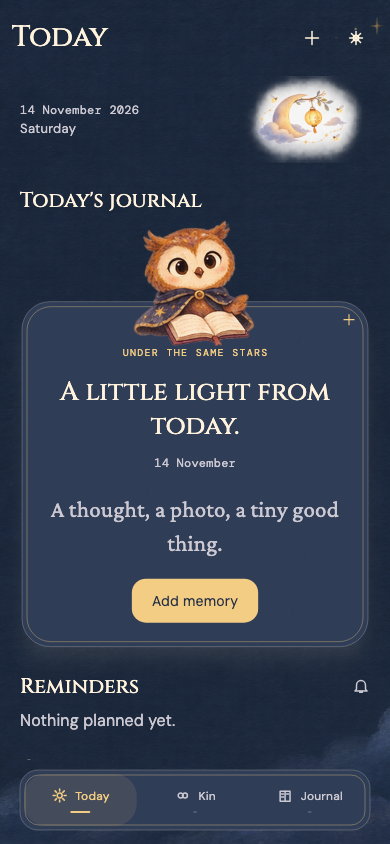 Today
14 November 2026
Saturday
Today's journal
UNDER THE SAME STARS
A little light from
today.
14 November
A thought, a photo, a tiny good
thing.
Add memory
Reminders
Nothing planned yet.
Today
Kin
Journal